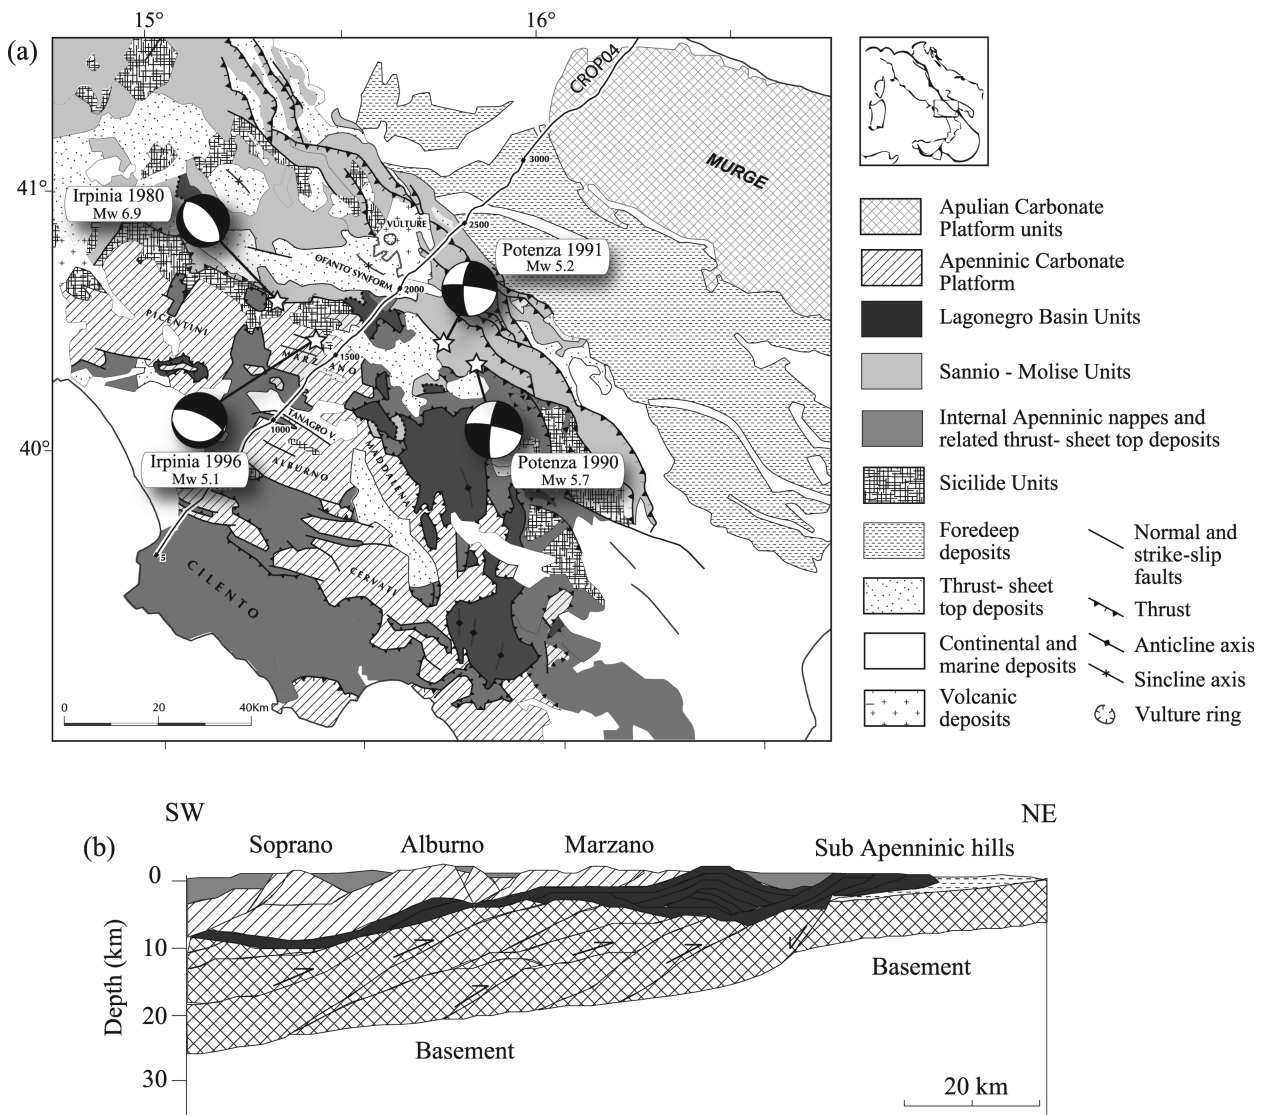 15°
16°
(a)
CROP04
3000
MURGE
41°
Irpinia 1980
Mw 6.9
VULTURE
2500
Potenza 1991
Mw 5.2
OFANTO SYNFORM
2000
PICENTINI
MARZANO
1500
TANAGRO V.
1000
40°
Irpinia 1996
Mw 5.1
ALBURNO
MADDALENA
Potenza 1990
Mw 5.7
5
CILENTO
CERVATI
0
20
40Km
Apulian Carbonate
Platform units
Apenninic Carbonate
Platform
Lagonegro Basin Units
Sannio - Molise Units
Internal Apenninic nappes and
related thrust- sheet top deposits
Sicilide Units
Foredeep
deposits
Thrust- sheet
top deposits
Continental and
marine deposits
Volcanic
deposits
Normal and
strike-slip
faults
Thrust
Anticline axis
Sincline axis
Vulture ring
SW
NE
(b)
Soprano
Alburno
Marzano
Sub Apenninic hills
0
10
20
30
Depth (km)
Basement
Basement
20 km